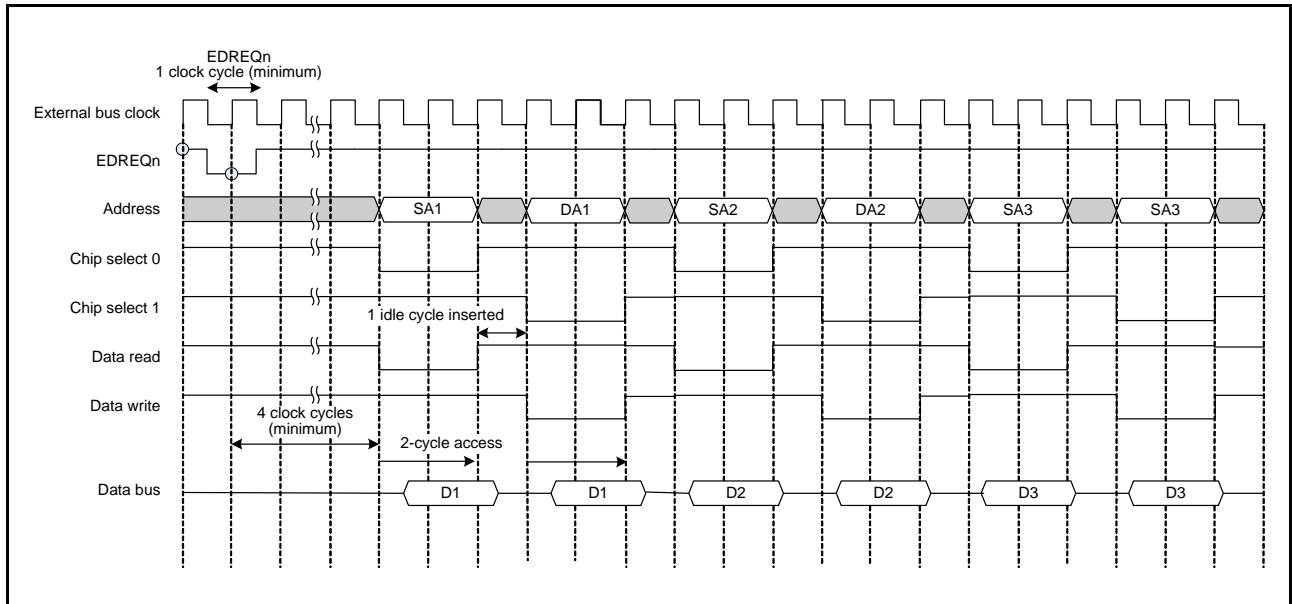 EDREQn
1 clock cycle (minimum)
External bus clock
EDREQn
Address
SA1
DA1
SA2
DA2
SA3
SA3
Chip select 0
Chip select 1
1 idle cycle inserted
Data read
Data write
4 clock cycles
(minimum)
2-cycle access
Data bus
D1
D1
D2
D2
D3
D3